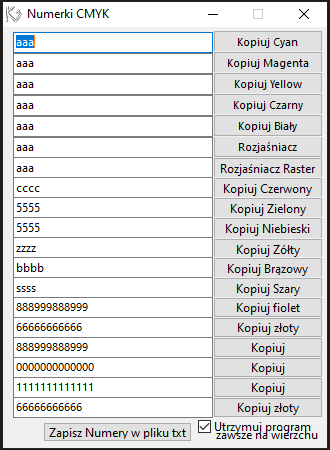 Numerki CMYK
aaa Kopiuj Cyan
aaa Kopiuj Magenta
aaa Kopiuj Yellow
aaa Kopiuj Czarny
aaa Kopiuj Biały
aaa Rozjaśniacz
aaa Rozjaśniacz Raster
cccc Kopiuj Czerwony
5555 Kopiuj Zielony
5555 Kopiuj Niebieski
zzzz Kopiuj Żółty
bbbb Kopiuj Brązowy
ssss Kopiuj Szary
888999888999 Kopiuj fiolet
66666666666 Kopiuj złoty
888999888999 Kopiuj
0000000000000 Kopiuj
1111111111111 Kopiuj
66666666666 Kopiuj złoty
Zapisz Numery w pliku txt
Utrzymuj program
zawsze na wierzchu